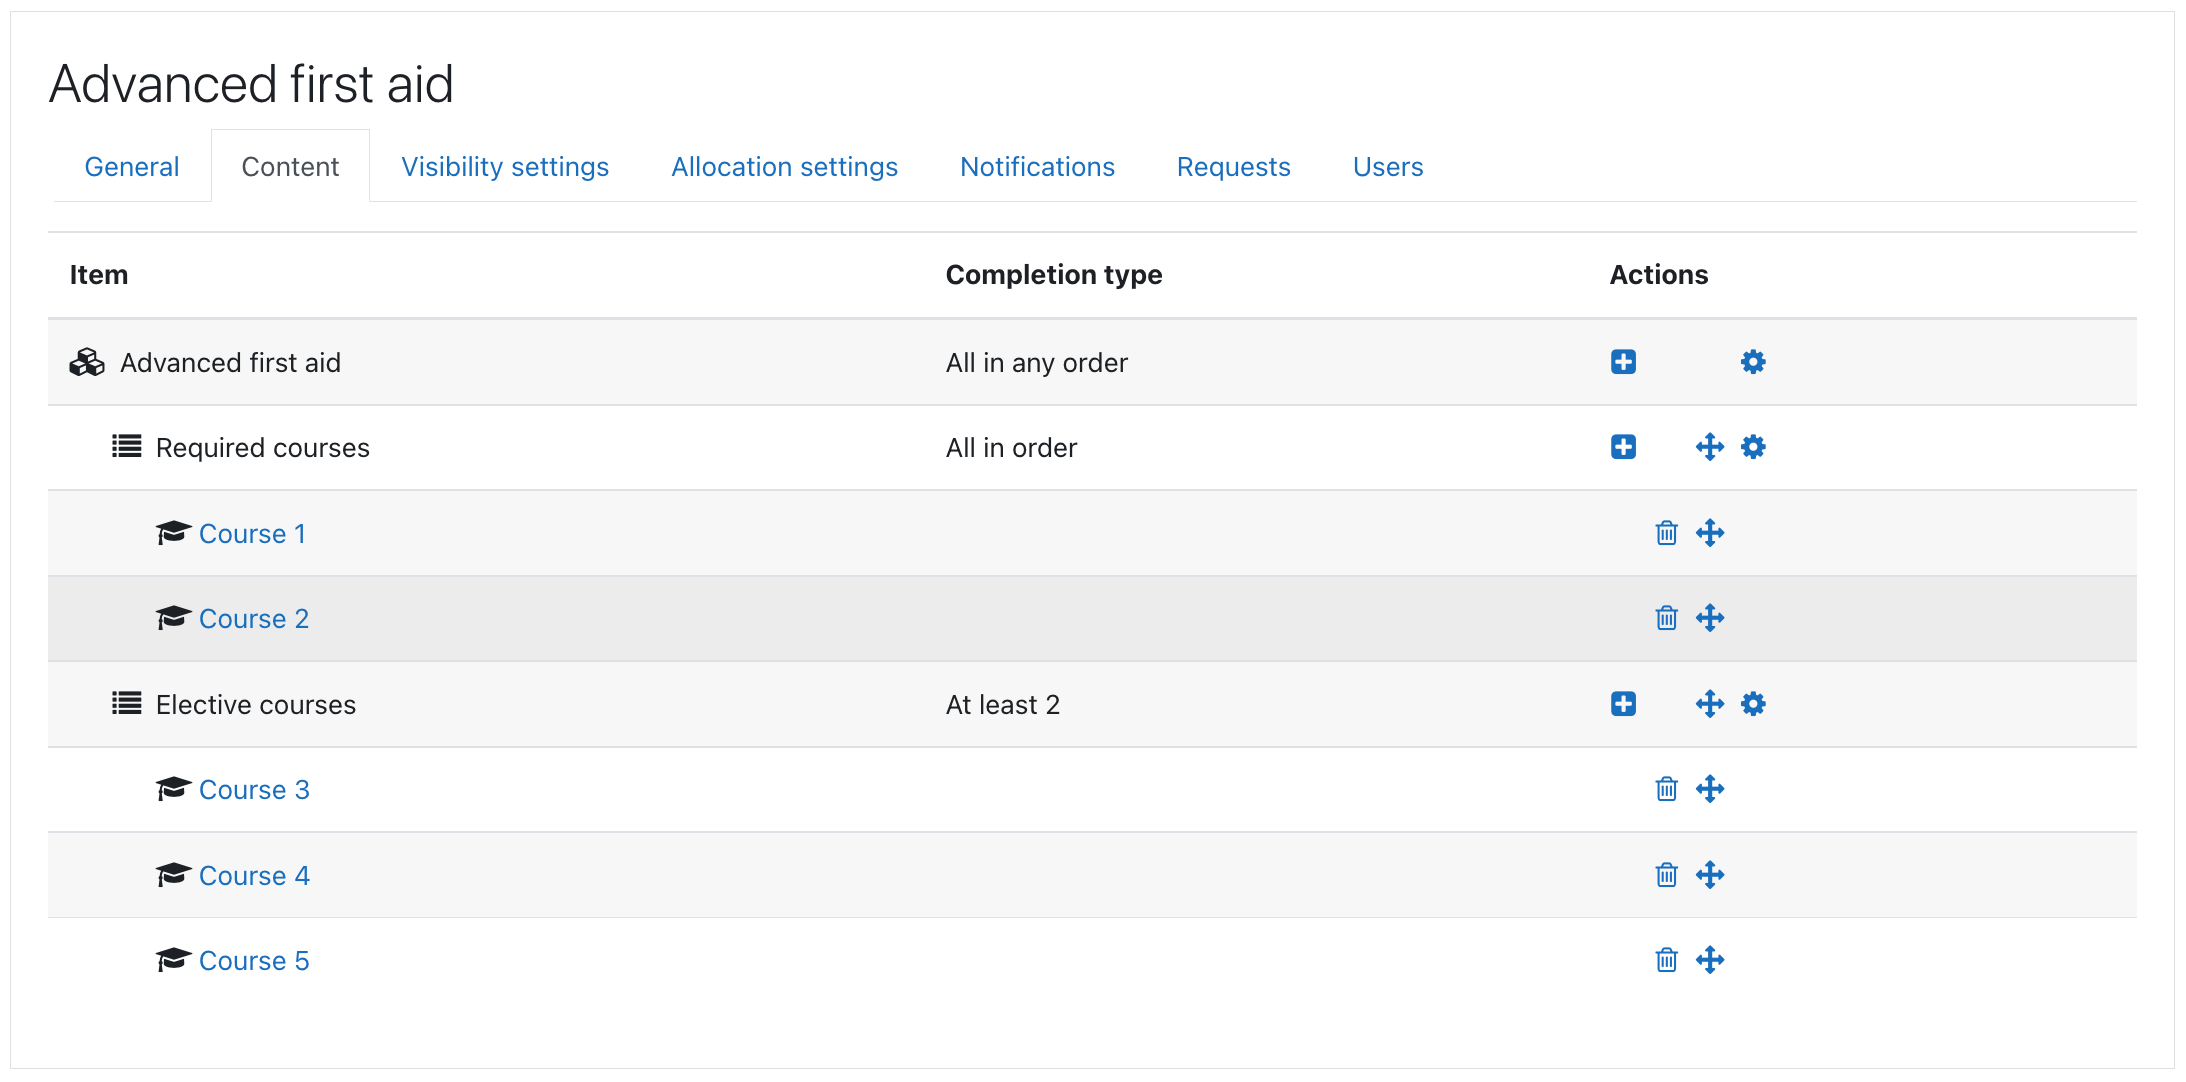 Advanced first aid
General Content Visibility settings Allocation settings Notifications Requests Users
Item Completion type Actions
Advanced first aid All in any order
Required courses All in order
Course 1
Course 2
Elective courses At least 2
Course 3
Course 4
Course 5